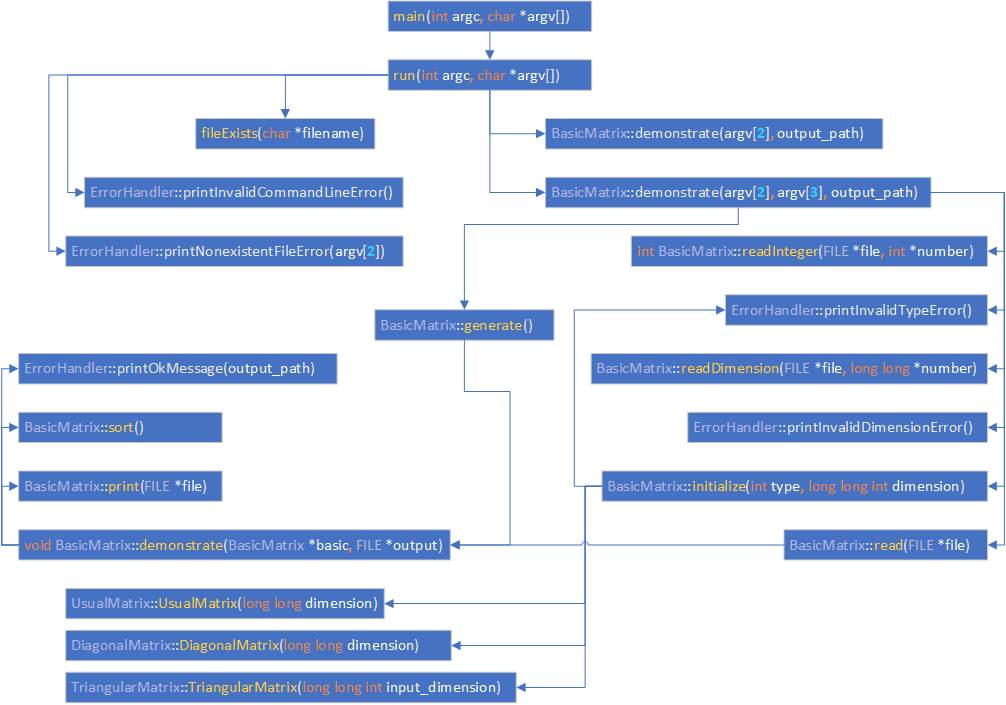 main(int argc, char *argv[])
run(int argc, char *argv[])
fileExists(char *filename)
BasicMatrix::demonstrate(argv[2], output_path)
ErrorHandler::printInvalidCommandLineError()
BasicMatrix::demonstrate(argv[2], argv[3], output_path)
ErrorHandler::printNonexistentFileError(argv[2])
int BasicMatrix::readInteger(FILE *file, int *number)
ErrorHandler::printInvalidTypeError()
BasicMatrix::generate()
ErrorHandler::printOkMessage(output_path)
BasicMatrix::readDimension(FILE *file, long long *number)
BasicMatrix::sort()
ErrorHandler::printInvalidDimensionError()
BasicMatrix::print(FILE *file)
BasicMatrix::initialize(int type, long long int dimension)
void BasicMatrix::demonstrate(BasicMatrix *basic, FILE *output)
BasicMatrix::read(FILE *file)
UsualMatrix::UsualMatrix(long long dimension)
DiagonalMatrix::DiagonalMatrix(long long dimension)
TriangularMatrix::TriangularMatrix(long long int input_dimension)